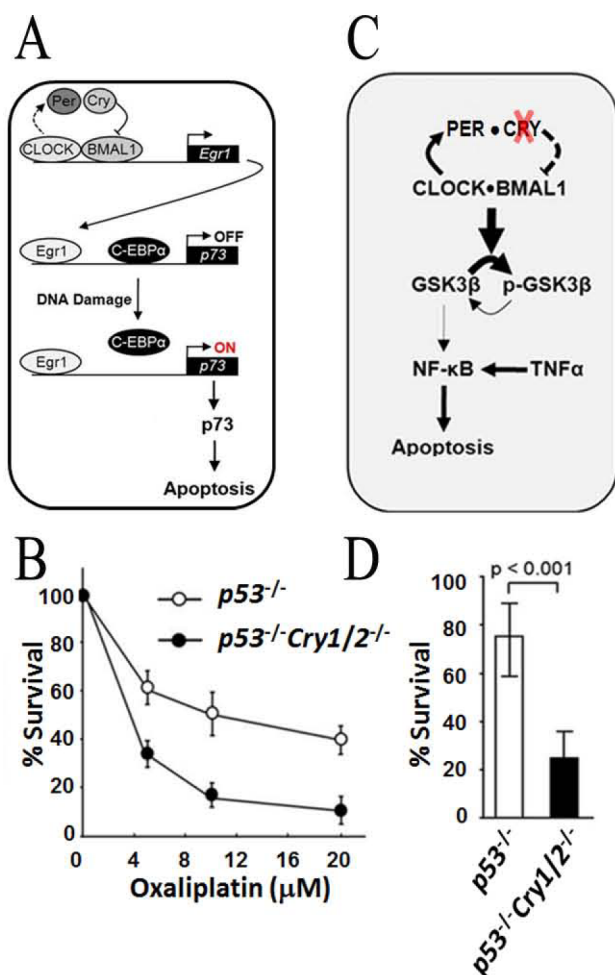 A
Per Cry
CLOCK BMAL1
Egr1
Egr1 C-EBPα OFF
p73
DNA Damage
C-EBPα
Egr1 ON
p73
p73
Apoptosis
C
PER • CRY
CLOCK•BMAL1
GSK3β p-GSK3β
NF-κB TNFα
Apoptosis
B
100
80
60
40
20
0
% Survival
0 4 8 12 16 20
Oxaliplatin (μM)
p53-/-
p53-/-Cry1/2-/-
D
p < 0.001
100
80
60
40
20
0
% Survival
p53-/-
p53-/-Cry1/2-/-